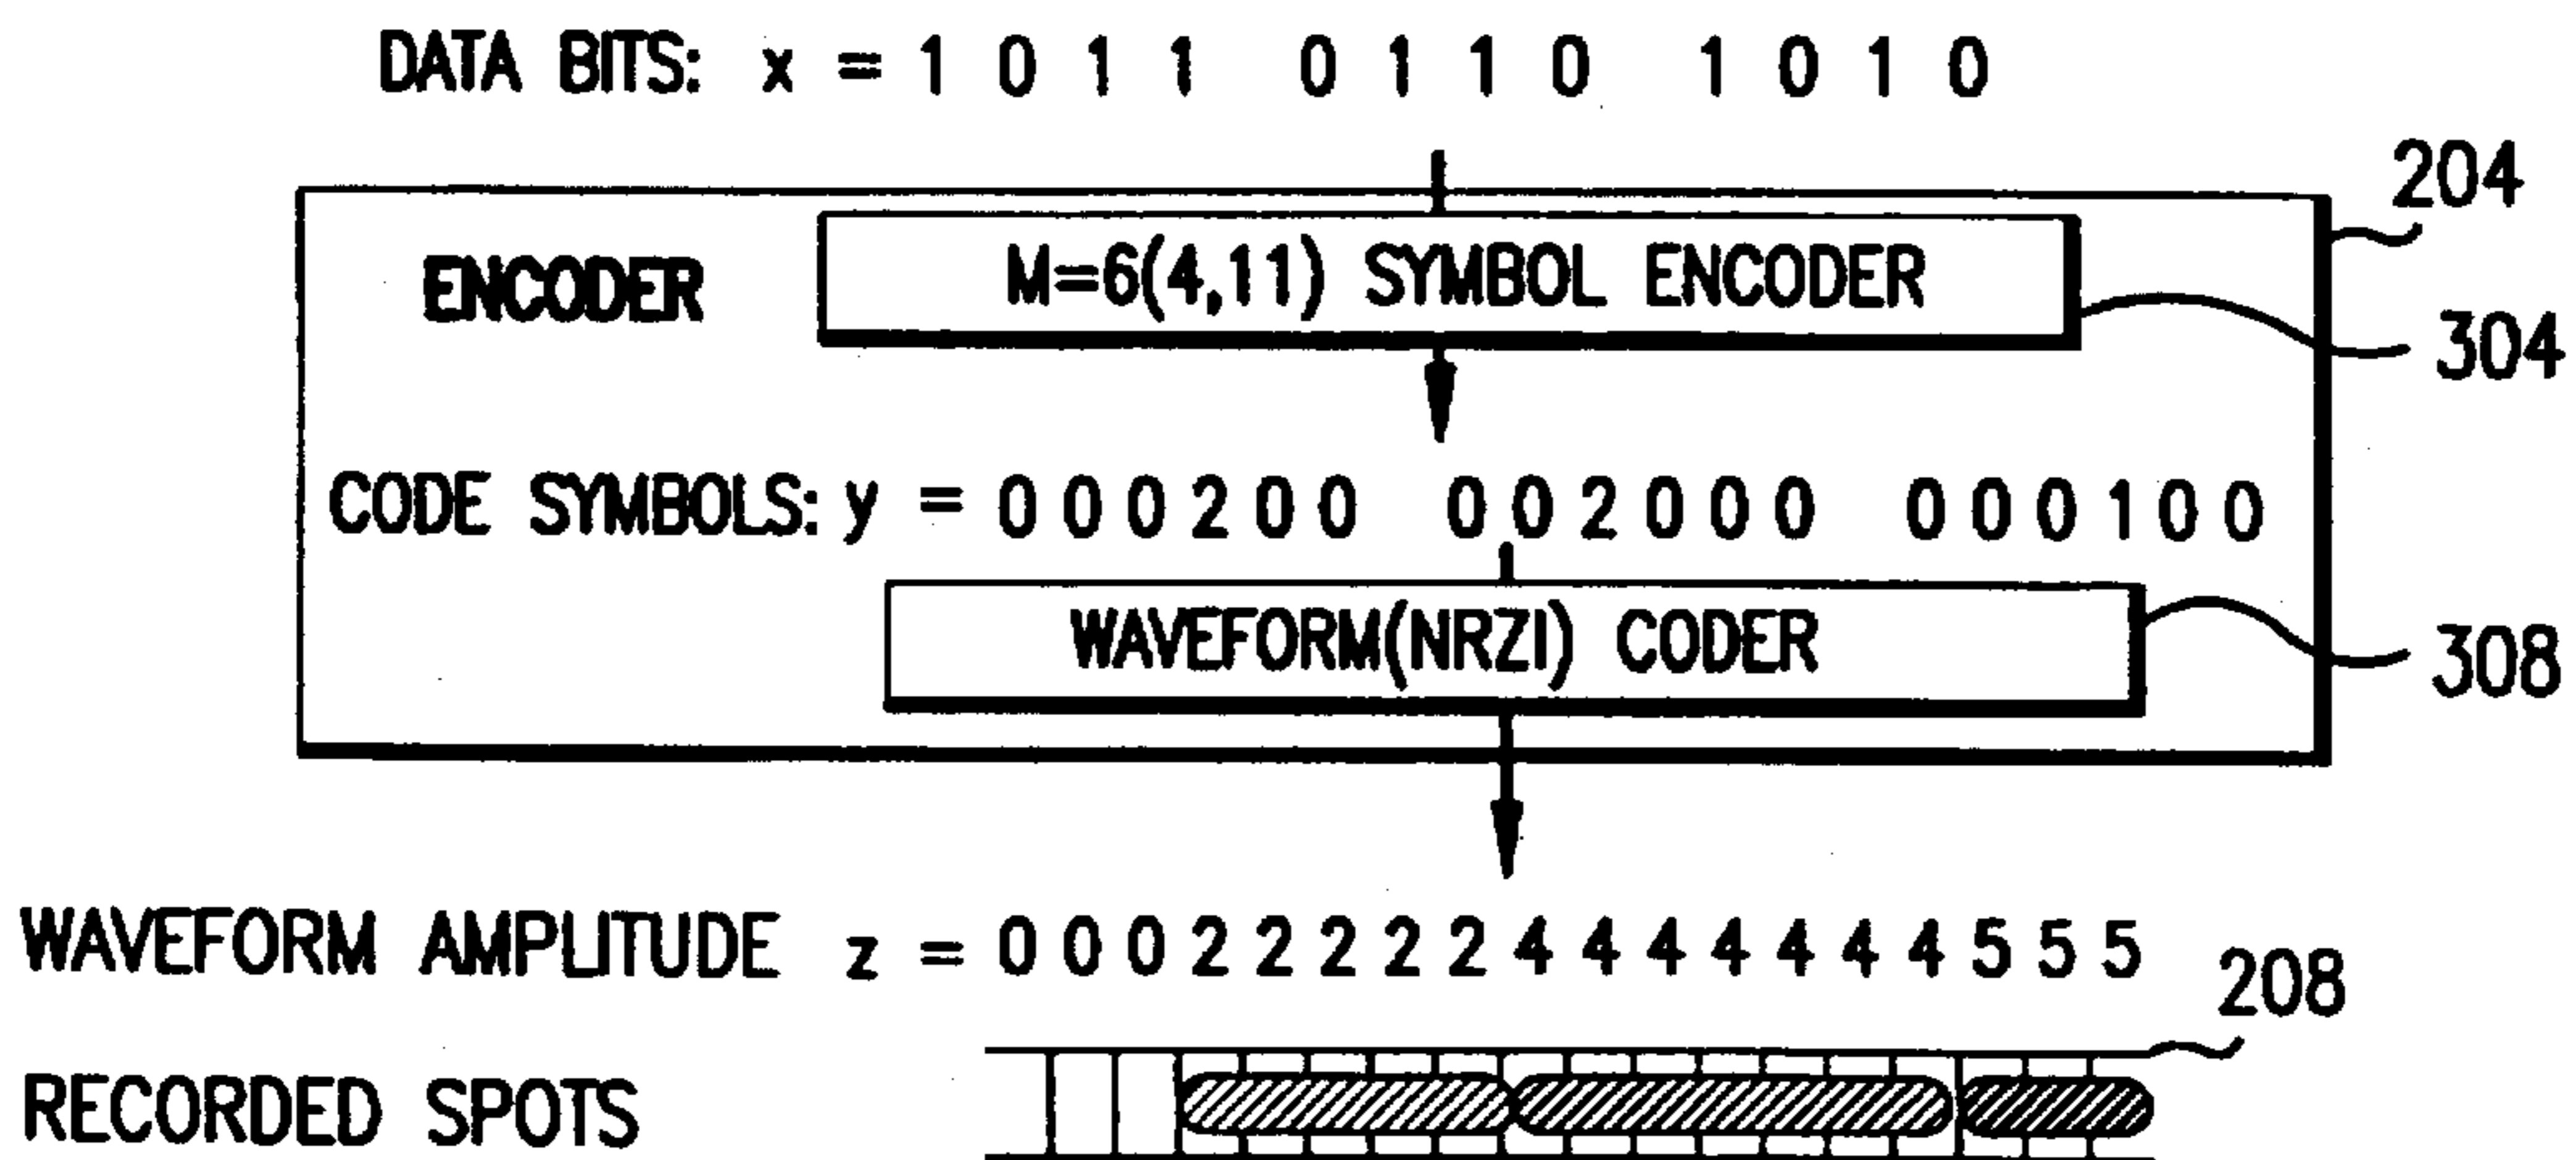 DATA BITS: x = 1 0 1 1 0 1 1 0 1 0 1 0
204
ENCODER
M=6(4,11) SYMBOL ENCODER
304
CODE SYMBOLS: y = 0 0 0 2 0 0 0 0 2 0 0 0 0 0 0 1 0 0
WAVEFORM(NRZI) CODER
308
WAVEFORM AMPLITUDE z = 0 0 0 2 2 2 2 2 4 4 4 4 4 4 4 5 5 5
208
RECORDED SPOTS